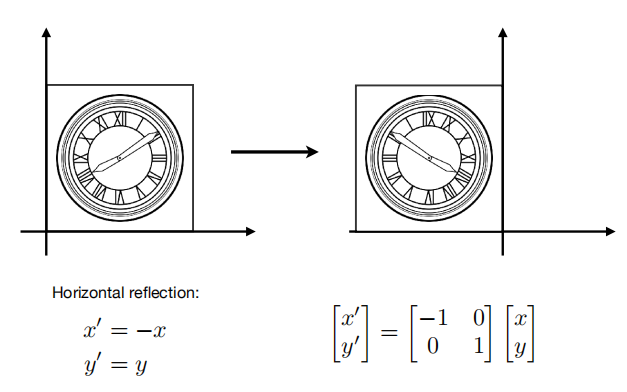 Horizontal reflection:
x′ = −x
y′ = y
[x′ y′] = [−1 0 0 1] [x y]